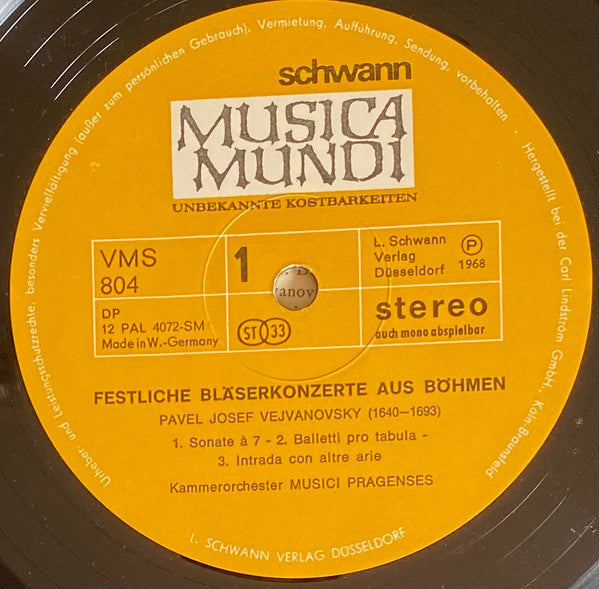 Urheber und Leistungsschutzrechte, besonders Vervielfältigung (außer zum persönlichen Gebrauch), Vermietung, Aufführung, Sendung, vorbehalten
Hergestellt bei der Carl Lindström GmbH, Köln-Braunsfeld
schwann
MUSICA
MUNDI
UNBEKANNTE KOSTBARKEITEN
VMS
804
1
L. Schwann
Verlag
Düsseldorf
P
1968
DP
12 PAL 4072-SM
Made in W.-Germany
ST 33
stereo
auch mono abspielbar
FESTLICHE BLÄSERKONZERTE AUS BÖHMEN
PAVEL JOSEF VEJVANOVSKY (1640–1693)
1. Sonate à 7 - 2. Balletti pro tabula -
3. Intrada con altre arie
Kammerorchester MUSICI PRAGENSES
L. SCHWANN VERLAG DÜSSELDORF